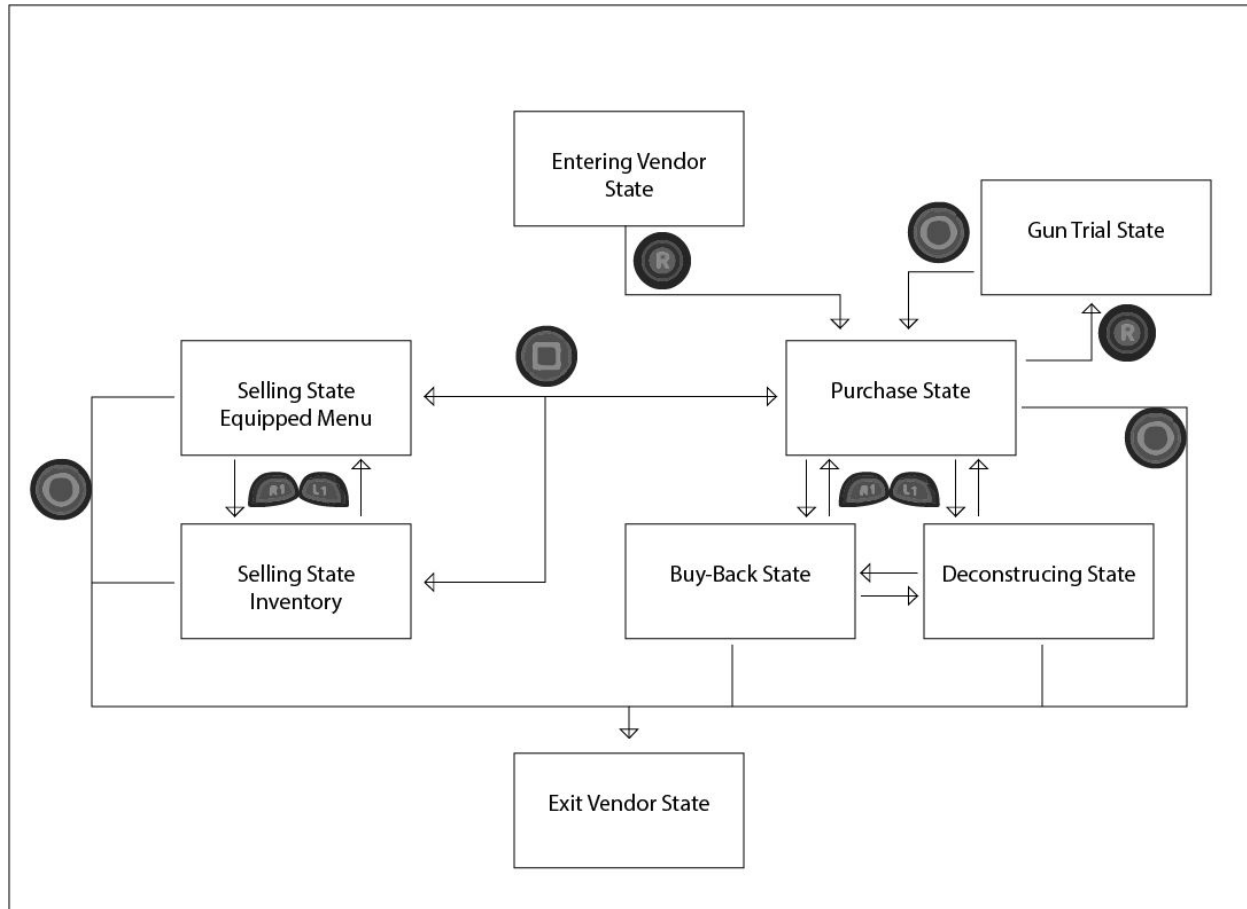 Entering Vendor
State
Gun Trial State
R
R
Selling State
Equipped Menu
Purchase State
R1 L1
R1 L1
Selling State
Inventory
Buy-Back State
Deconstrucing State
Exit Vendor State